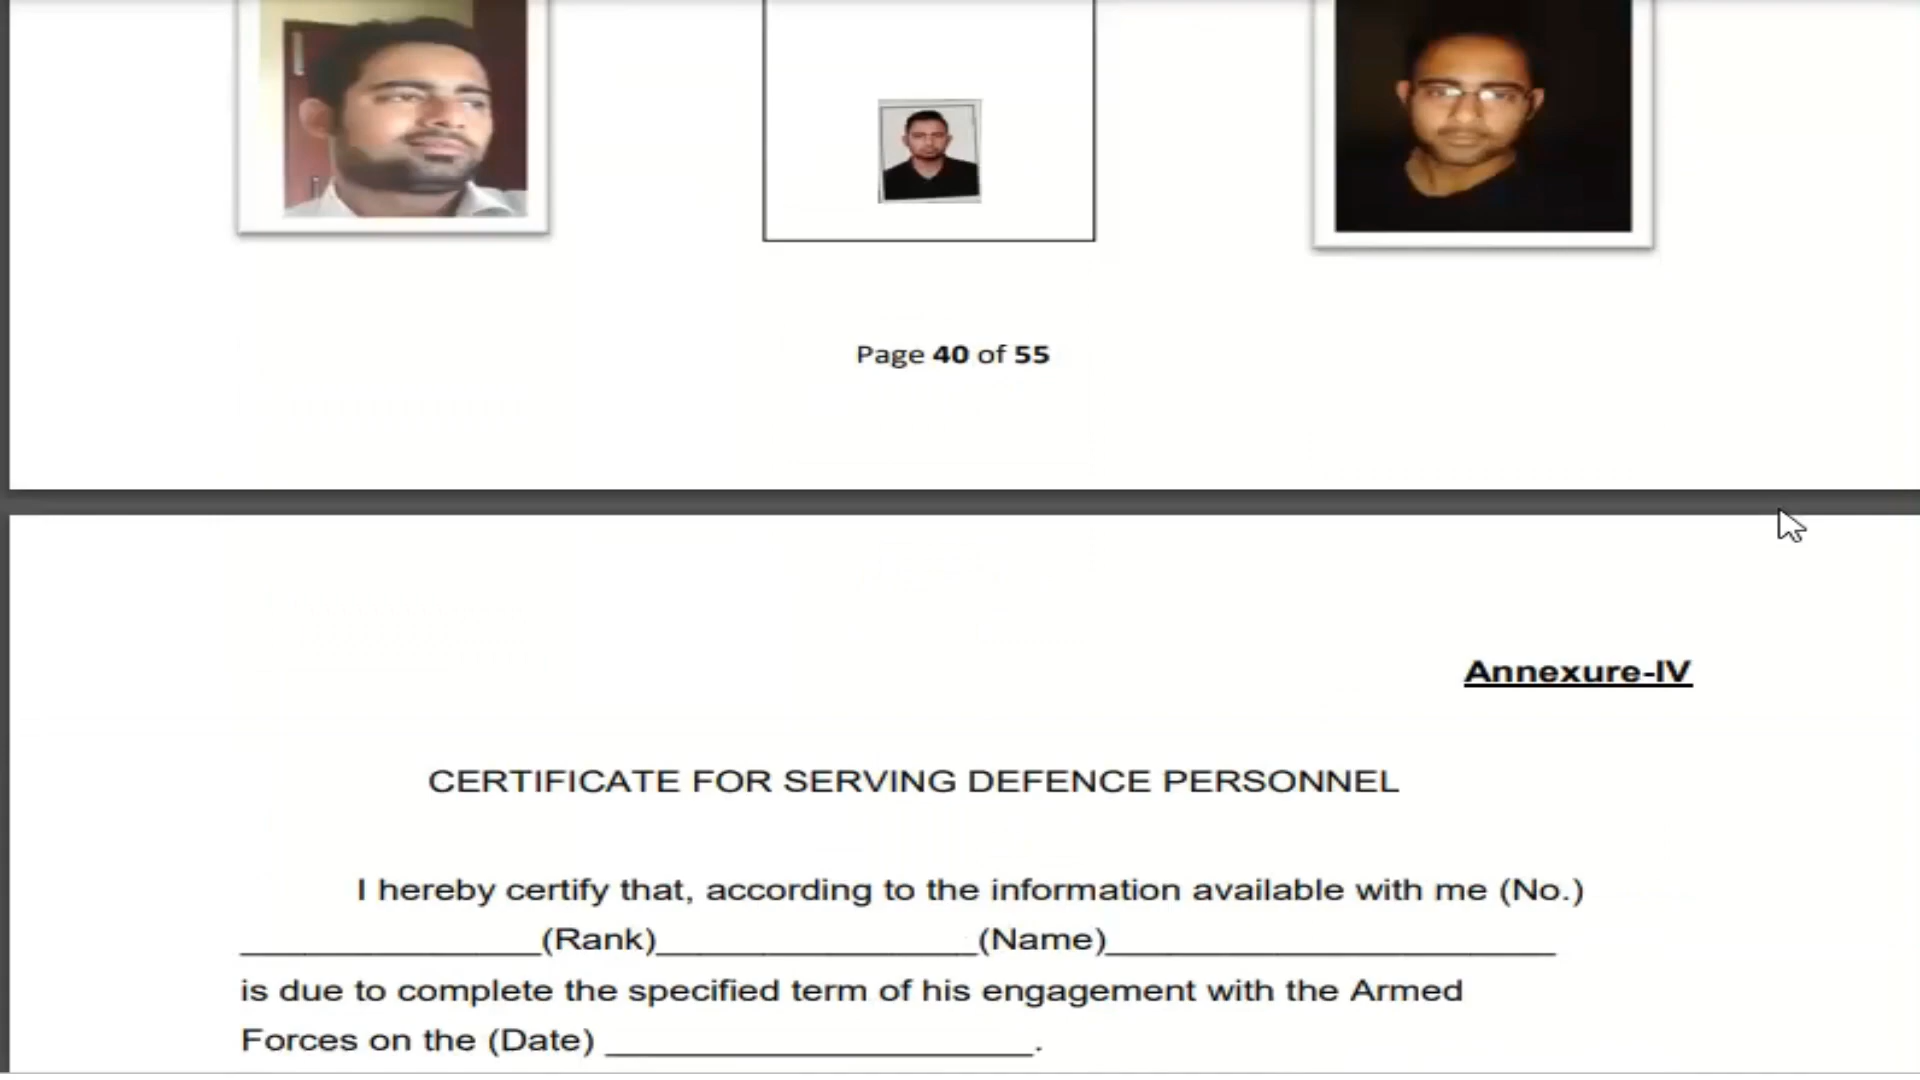 Page 40 of 55
Annexure-IV
CERTIFICATE FOR SERVING DEFENCE PERSONNEL
I hereby certify that, according to the information available with me (No.)
________________(Rank)_________________(Name)________________________
is due to complete the specified term of his engagement with the Armed
Forces on the (Date) _______________________.